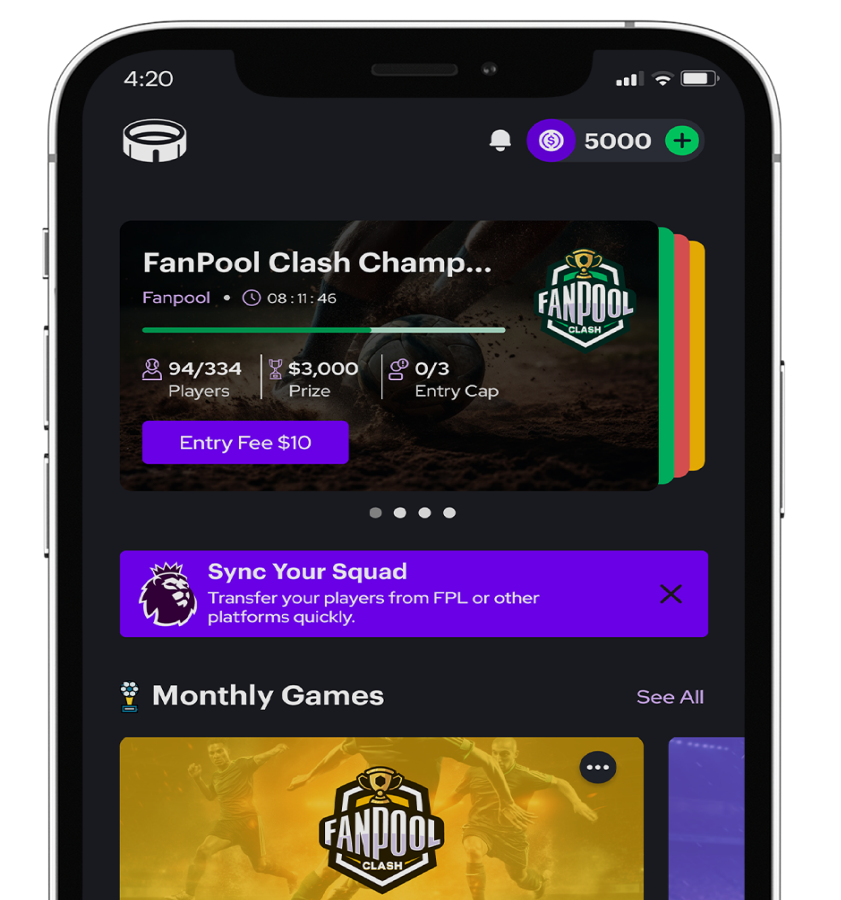 4:20
5000
FanPool Clash Champ...
Fanpool • 08:11:46
FANPOOL
CLASH
94/334
Players
$3,000
Prize
0/3
Entry Cap
Entry Fee $10
Sync Your Squad
Transfer your players from FPL or other
platforms quickly.
Monthly Games
See All
FANPOOL
CLASH